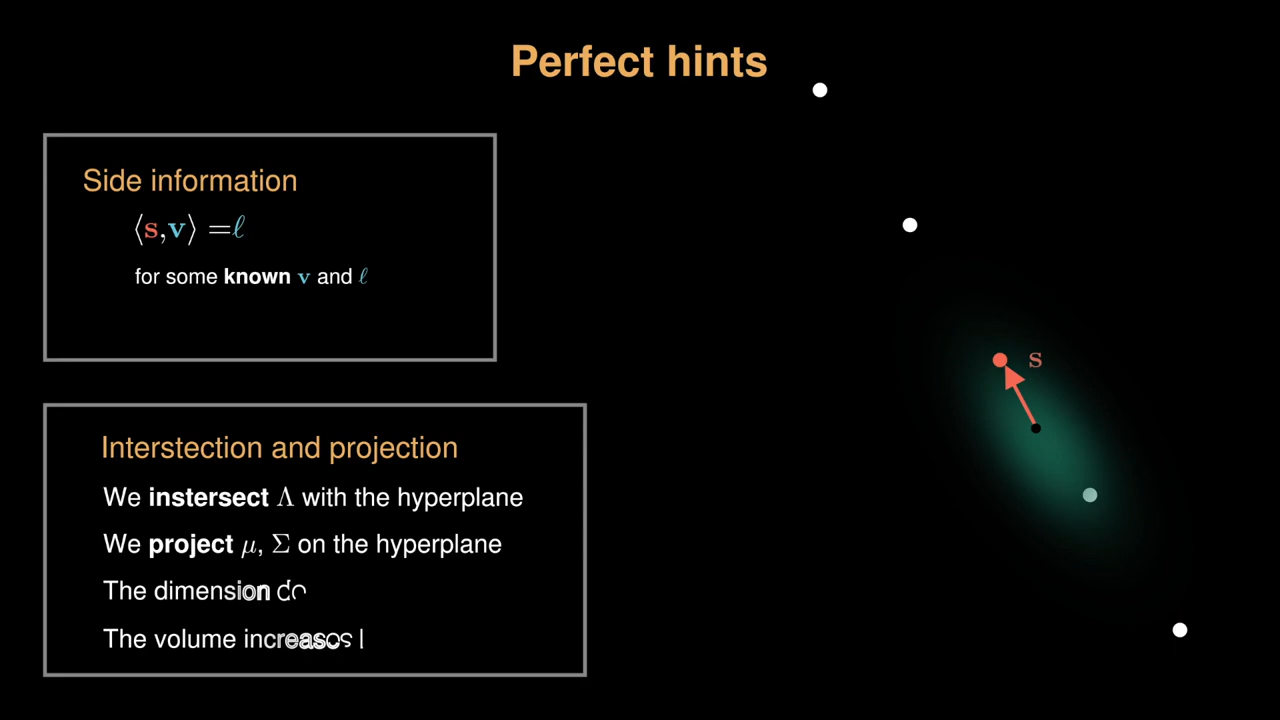 Perfect hints
Side information
⟨s,v⟩ =ℓ
for some known v and ℓ
s
Interstection and projection
We instersect Λ with the hyperplane
We project μ, Σ on the hyperplane
The dimension
The volume increases